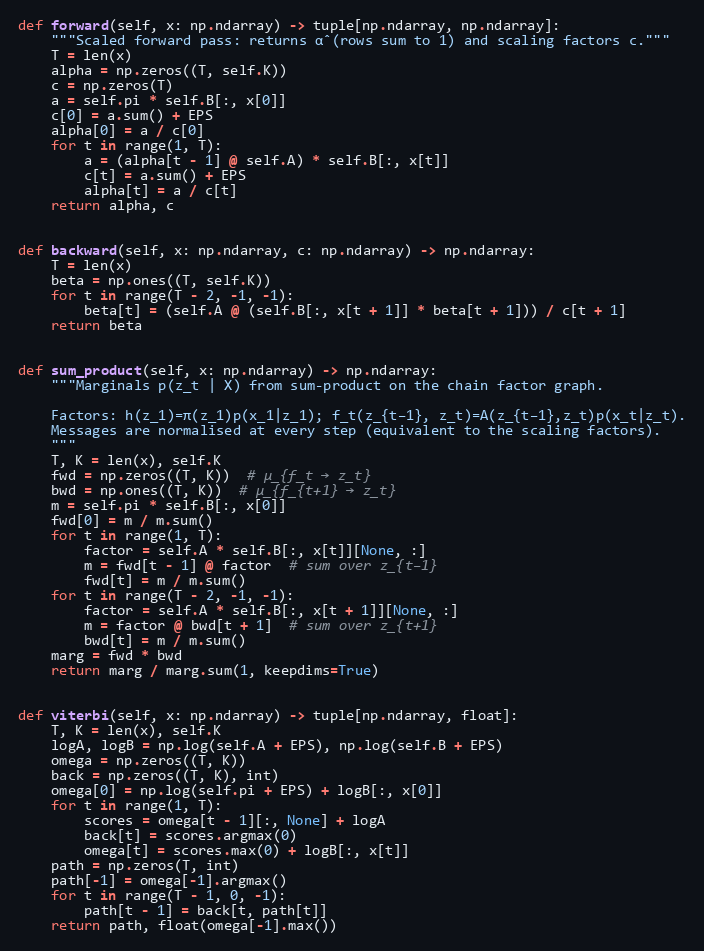 def forward(self, x: np.ndarray) -> tuple[np.ndarray, np.ndarray]:
    """Scaled forward pass: returns αˆ(rows sum to 1) and scaling factors c."""
    T = len(x)
    alpha = np.zeros((T, self.K))
    c = np.zeros(T)
    a = self.pi * self.B[:, x[0]]
    c[0] = a.sum() + EPS
    alpha[0] = a / c[0]
    for t in range(1, T):
        a = (alpha[t - 1] @ self.A) * self.B[:, x[t]]
        c[t] = a.sum() + EPS
        alpha[t] = a / c[t]
    return alpha, c


def backward(self, x: np.ndarray, c: np.ndarray) -> np.ndarray:
    T = len(x)
    beta = np.ones((T, self.K))
    for t in range(T - 2, -1, -1):
        beta[t] = (self.A @ (self.B[:, x[t + 1]] * beta[t + 1])) / c[t + 1]
    return beta


def sum_product(self, x: np.ndarray) -> np.ndarray:
    """Marginals p(z_t | X) from sum-product on the chain factor graph.

    Factors: h(z_1)=π(z_1)p(x_1|z_1); f_t(z_{t−1}, z_t)=A(z_{t−1},z_t)p(x_t|z_t).
    Messages are normalised at every step (equivalent to the scaling factors).
    """
    T, K = len(x), self.K
    fwd = np.zeros((T, K))  # μ_{f_t → z_t}
    bwd = np.ones((T, K))  # μ_{f_{t+1} → z_t}
    m = self.pi * self.B[:, x[0]]
    fwd[0] = m / m.sum()
    for t in range(1, T):
        factor = self.A * self.B[:, x[t]][None, :]
        m = fwd[t - 1] @ factor  # sum over z_{t−1}
        fwd[t] = m / m.sum()
    for t in range(T - 2, -1, -1):
        factor = self.A * self.B[:, x[t + 1]][None, :]
        m = factor @ bwd[t + 1]  # sum over z_{t+1}
        bwd[t] = m / m.sum()
    marg = fwd * bwd
    return marg / marg.sum(1, keepdims=True)


def viterbi(self, x: np.ndarray) -> tuple[np.ndarray, float]:
    T, K = len(x), self.K
    logA, logB = np.log(self.A + EPS), np.log(self.B + EPS)
    omega = np.zeros((T, K))
    back = np.zeros((T, K), int)
    omega[0] = np.log(self.pi + EPS) + logB[:, x[0]]
    for t in range(1, T):
        scores = omega[t - 1][:, None] + logA
        back[t] = scores.argmax(0)
        omega[t] = scores.max(0) + logB[:, x[t]]
    path = np.zeros(T, int)
    path[-1] = omega[-1].argmax()
    for t in range(T - 1, 0, -1):
        path[t - 1] = back[t, path[t]]
    return path, float(omega[-1].max())